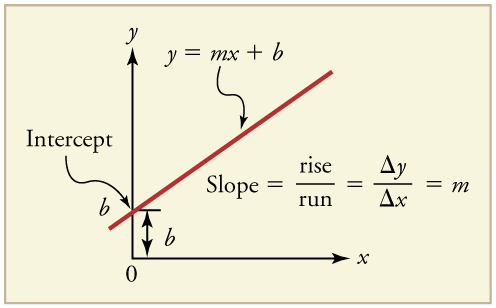 y
y = mx + b
Intercept
Slope = rise/run = Δy/Δx = m
b
b
x
0